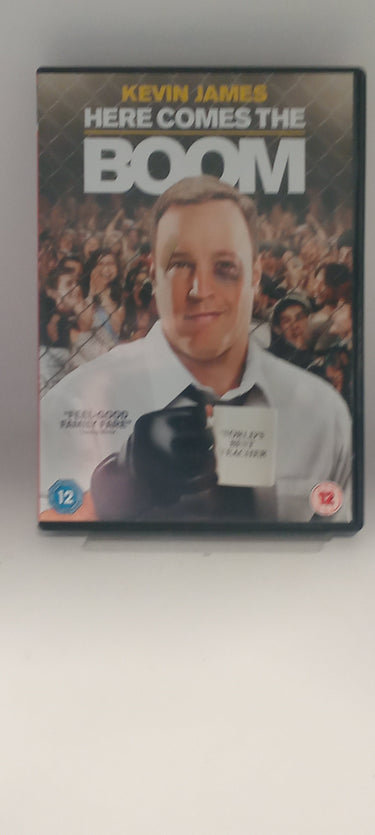 KEVIN JAMES
HERE COMES THE
BOOM
"FEEL-GOOD
FAMILY FARE"
WORLD'S
BEST
TEACHER
12
12